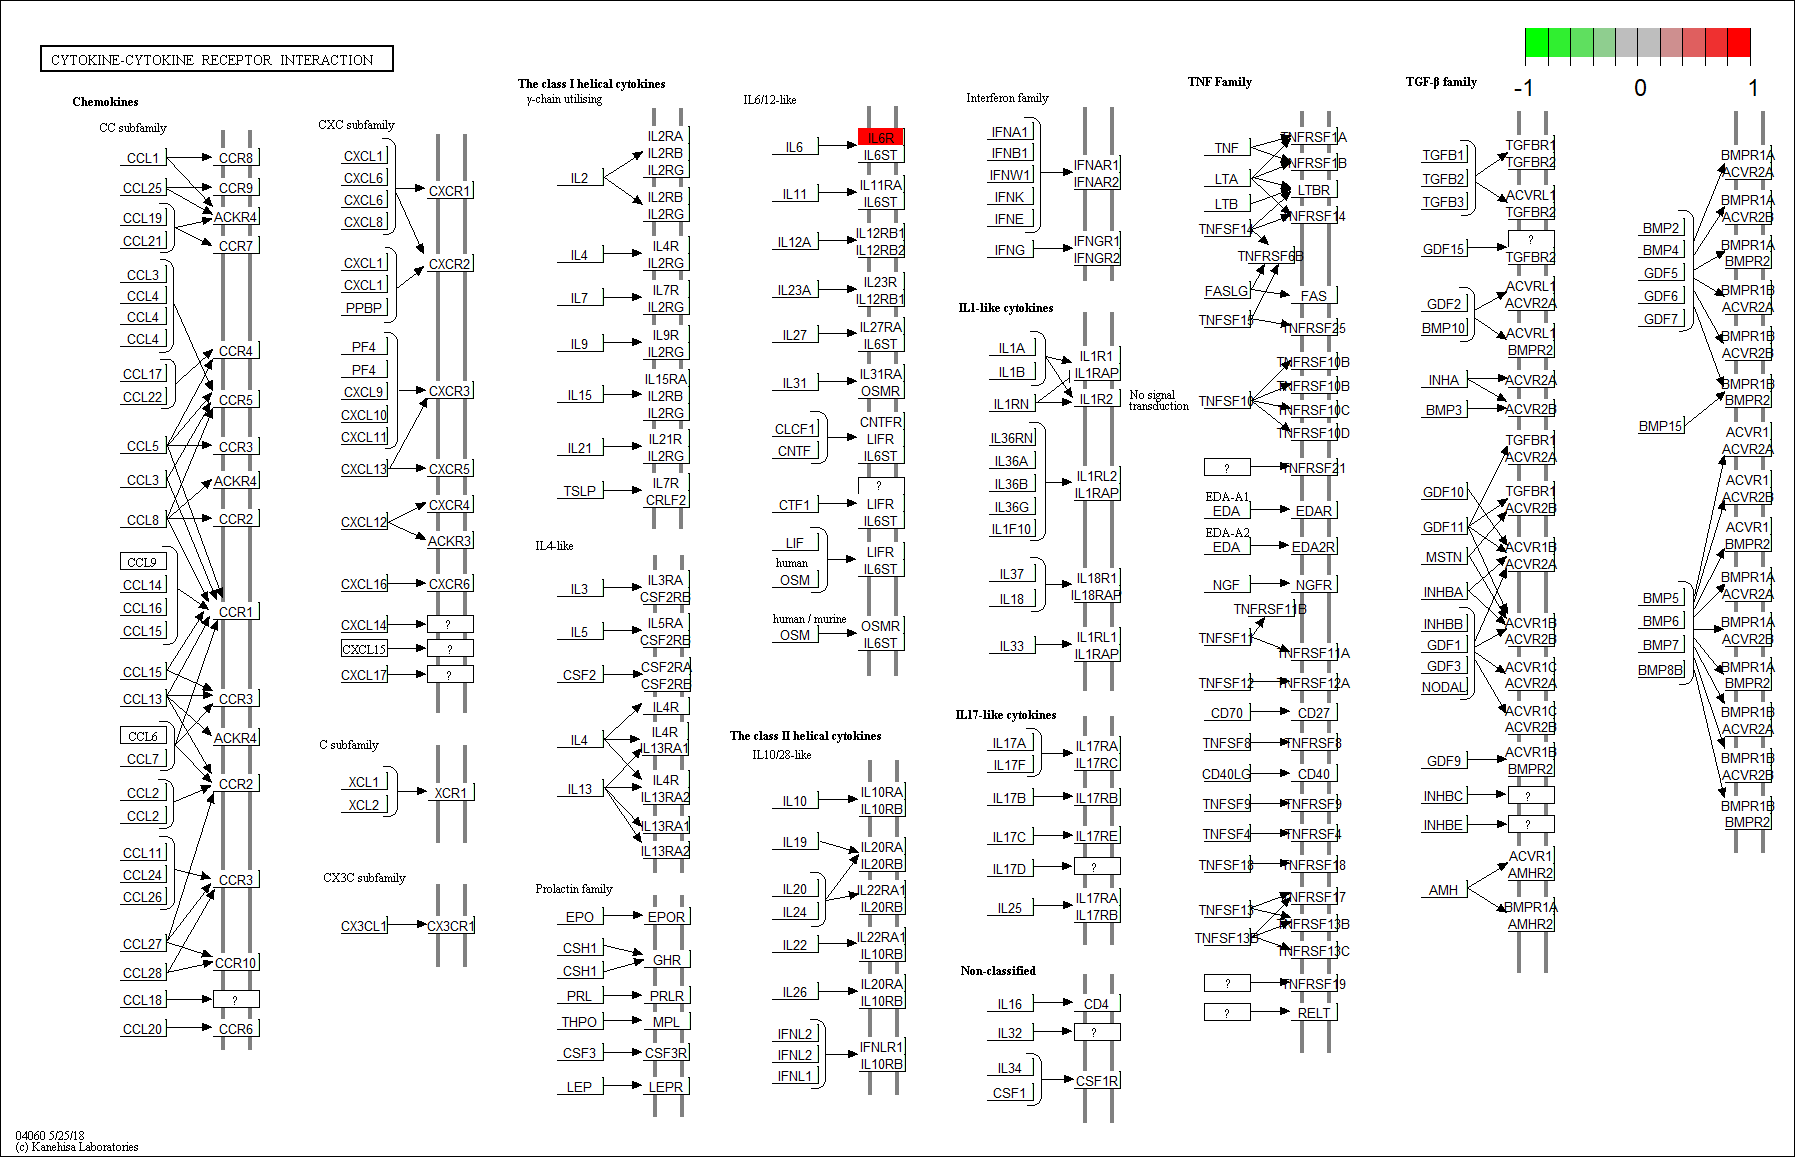 CYTOKINE-CYTOKINE RECEPTOR INTERACTION
-1 0 1
Chemokines
CC subfamily
CCL1
CCL25
CCL19
CCL21
CCL3
CCL4
CCL4
CCL4
CCL17
CCL22
CCL5
CCL3
CCL8
CCL9
CCL14
CCL16
CCL15
CCL15
CCL13
CCL6
CCL7
CCL2
CCL2
CCL11
CCL24
CCL26
CCL27
CCL28
CCL18
CCL20
CCR8
CCR9
ACKR4
CCR7
CCR4
CCR5
CCR3
ACKR4
CCR2
CCR1
CCR3
ACKR4
CCR2
CCR3
CCR10
?
CCR6
CXC subfamily
CXCL1
CXCL6
CXCL6
CXCL8
CXCL1
CXCL1
PPBP
PF4
PF4
CXCL9
CXCL10
CXCL11
CXCL13
CXCL12
CXCL16
CXCL14
CXCL15
CXCL17
CXCR1
CXCR2
CXCR3
CXCR5
CXCR4
ACKR3
CXCR6
?
?
?
C subfamily
XCL1
XCL2
XCR1
CX3C subfamily
CX3CL1
CX3CR1
The class I helical cytokines
γ-chain utilising
IL2
IL4
IL7
IL9
IL15
IL21
TSLP
IL2RA
IL2RB
IL2RG
IL2RB
IL2RG
IL4R
IL2RG
IL7R
IL2RG
IL9R
IL2RG
IL15RA
IL2RB
IL2RG
IL21R
IL2RG
IL7R
CRLF2
IL4-like
IL3
IL5
CSF2
IL4
IL13
IL3RA
CSF2RB
IL5RA
CSF2RB
CSF2RA
CSF2RB
IL4R
IL4R
IL13RA1
IL4R
IL13RA2
IL13RA1
IL13RA2
Prolactin family
EPO
CSH1
CSH1
PRL
THPO
CSF3
LEP
EPOR
GHR
PRLR
MPL
CSF3R
LEPR
IL6/12-like
IL6
IL11
IL12A
IL23A
IL27
IL31
CLCF1
CNTF
CTF1
LIF
human
OSM
human / murine
OSM
IL6R
IL6ST
IL11RA
IL6ST
IL12RB1
IL12RB2
IL23R
IL12RB1
IL27RA
IL6ST
IL31RA
OSMR
CNTFR
LIFR
IL6ST
?
LIFR
IL6ST
LIFR
IL6ST
OSMR
IL6ST
The class II helical cytokines
IL10/28-like
IL10
IL19
IL20
IL24
IL22
IL26
IFNL2
IFNL2
IFNL1
IL10RA
IL10RB
IL20RA
IL20RB
IL22RA1
IL20RB
IL22RA1
IL10RB
IL20RA
IL10RB
IFNLR1
IL10RB
Interferon family
IFNA1
IFNB1
IFNW1
IFNK
IFNE
IFNG
IFNAR1
IFNAR2
IFNGR1
IFNGR2
IL1-like cytokines
IL1A
IL1B
IL1RN
IL36RN
IL36A
IL36B
IL36G
IL1F10
IL37
IL18
IL33
IL1R1
IL1RAP
IL1R2
No signal
transduction
IL1RL2
IL1RAP
IL18R1
IL18RAP
IL1RL1
IL1RAP
IL17-like cytokines
IL17A
IL17F
IL17B
IL17C
IL17D
IL25
IL17RA
IL17RC
IL17RB
IL17RE
?
IL17RA
IL17RB
Non-classified
IL16
IL32
IL34
CSF1
CD4
?
CSF1R
TNF Family
TNF
LTA
LTB
TNFSF14
FASLG
TNFSF15
TNFSF10
?
EDA-A1
EDA
EDA-A2
EDA
NGF
TNFSF11
TNFSF12
CD70
TNFSF8
CD40LG
TNFSF9
TNFSF4
TNFSF18
TNFSF13
TNFSF13B
?
?
TNFRSF1A
TNFRSF1B
LTBR
TNFRSF14
TNFRSF6B
FAS
TNFRSF25
TNFRSF10B
TNFRSF10B
TNFRSF10C
TNFRSF10D
TNFRSF21
EDAR
EDA2R
NGFR
TNFRSF11B
TNFRSF11A
TNFRSF12A
CD27
TNFRSF8
CD40
TNFRSF9
TNFRSF4
TNFRSF18
TNFRSF17
TNFRSF13B
TNFRSF13C
TNFRSF19
RELT
TGF-β family
TGFB1
TGFB2
TGFB3
GDF15
GDF2
BMP10
INHA
BMP3
GDF10
GDF11
MSTN
INHBA
INHBB
GDF1
GDF3
NODAL
GDF9
INHBC
INHBE
AMH
TGFBR1
TGFBR2
ACVRL1
TGFBR2
?
TGFBR2
ACVRL1
ACVR2A
ACVRL1
BMPR2
ACVR2A
ACVR2B
TGFBR1
ACVR2A
TGFBR1
ACVR2B
ACVR1B
ACVR2A
ACVR1B
ACVR2B
ACVR1C
ACVR2A
ACVR1C
ACVR2B
ACVR1B
BMPR2
?
?
ACVR1
AMHR2
BMPR1A
AMHR2
BMP2
BMP4
GDF5
GDF6
GDF7
BMP15
BMP5
BMP6
BMP7
BMP8B
BMPR1A
ACVR2A
BMPR1A
ACVR2B
BMPR1A
BMPR2
BMPR1B
ACVR2A
BMPR1B
ACVR2B
BMPR1B
BMPR2
ACVR1
ACVR2A
ACVR1
ACVR2B
ACVR1
BMPR2
BMPR1A
ACVR2A
BMPR1A
ACVR2B
BMPR1A
BMPR2
BMPR1B
ACVR2A
BMPR1B
ACVR2B
BMPR1B
BMPR2
04060 5/25/18
(c) Kanehisa Laboratories